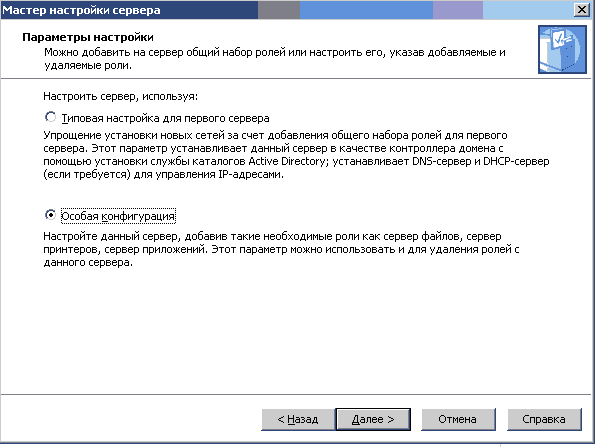 Мастер настройки сервера
Параметры настройки
Можно добавить на сервер общий набор ролей или настроить его, указав добавляемые и
удаляемые роли.
Настроить сервер, используя:
Типовая настройка для первого сервера
Упрощение установки новых сетей за счет добавления общего набора ролей для первого
сервера. Этот параметр устанавливает данный сервер в качестве контроллера домена с
помощью установки службы каталогов Active Directory; устанавливает DNS-сервер и DHCP-сервер
(если требуется) для управления IP-адресами.
Особая конфигурация
Настройте данный сервер, добавив такие необходимые роли как сервер файлов, сервер
принтеров, сервер приложений. Этот параметр можно использовать и для удаления ролей с
данного сервера.
< Назад Далее > Отмена Справка